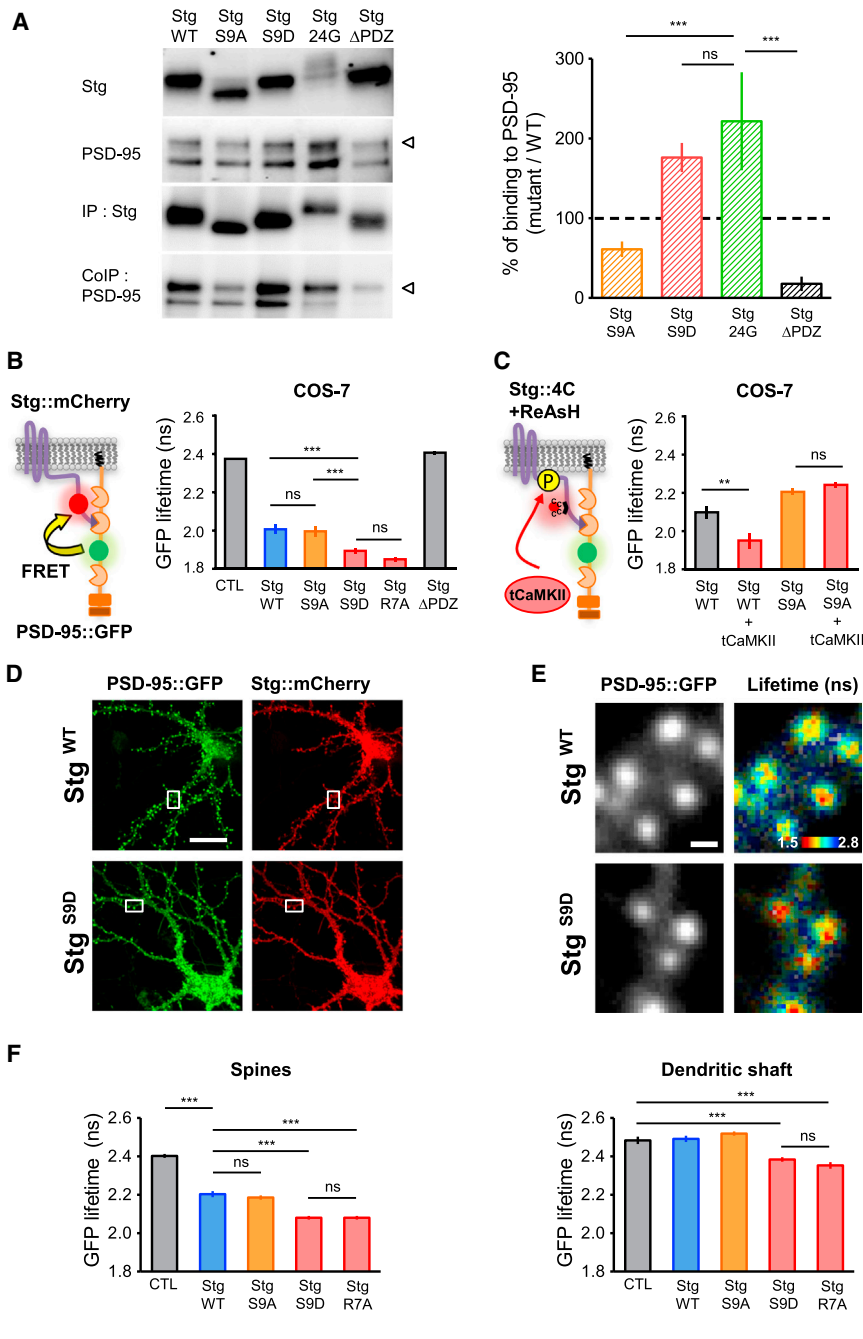 A
Stg WT
Stg S9A
Stg S9D
Stg 24G
Stg ΔPDZ
Stg
PSD-95
IP : Stg
CoIP : PSD-95
% of binding to PSD-95
(mutant / WT)
300
200
100
0
***
ns
***
Stg S9A
Stg S9D
Stg 24G
Stg ΔPDZ
B
Stg::mCherry
FRET
PSD-95::GFP
COS-7
GFP lifetime (ns)
2.6
2.4
2.2
2.0
1.8
***
***
ns
ns
CTL
Stg WT
Stg S9A
Stg S9D
Stg R7A
Stg ΔPDZ
C
Stg::4C
+ReAsH
P
C
C
C
C
tCaMKII
COS-7
GFP lifetime (ns)
2.6
2.4
2.2
2.0
1.8
**
ns
Stg WT
Stg WT + tCaMKII
Stg S9A
Stg S9A + tCaMKII
D
PSD-95::GFP
Stg::mCherry
Stg WT
Stg S9D
E
PSD-95::GFP
Lifetime (ns)
Stg WT
1.5
2.8
Stg S9D
F
Spines
GFP lifetime (ns)
2.6
2.4
2.2
2.0
1.8
***
***
***
ns
ns
CTL
Stg WT
Stg S9A
Stg S9D
Stg R7A
Dendritic shaft
GFP lifetime (ns)
2.6
2.4
2.2
2.0
1.8
***
***
ns
CTL
Stg WT
Stg S9A
Stg S9D
Stg R7A